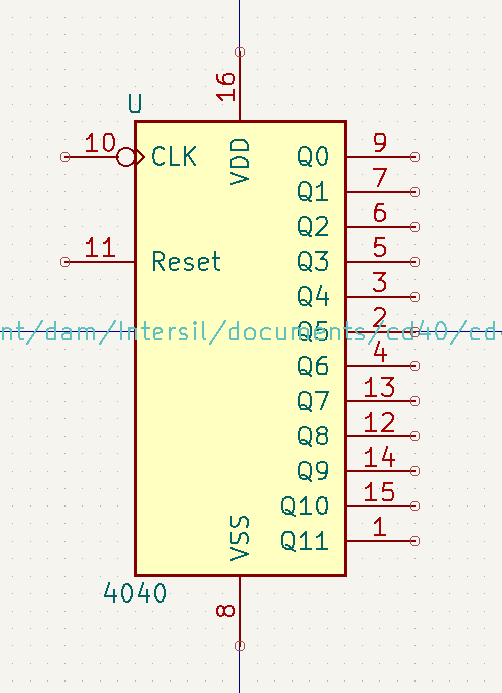 16
U
10 CLK VDD Q0 9
Q1 7
Q2 6
11 Reset Q3 5
Q4 3
nt/dam/Intersil/documents/cd40/cd Q5 2
Q6 4
Q7 13
Q8 12
Q9 14
Q10 15
VSS Q11 1
4040 8